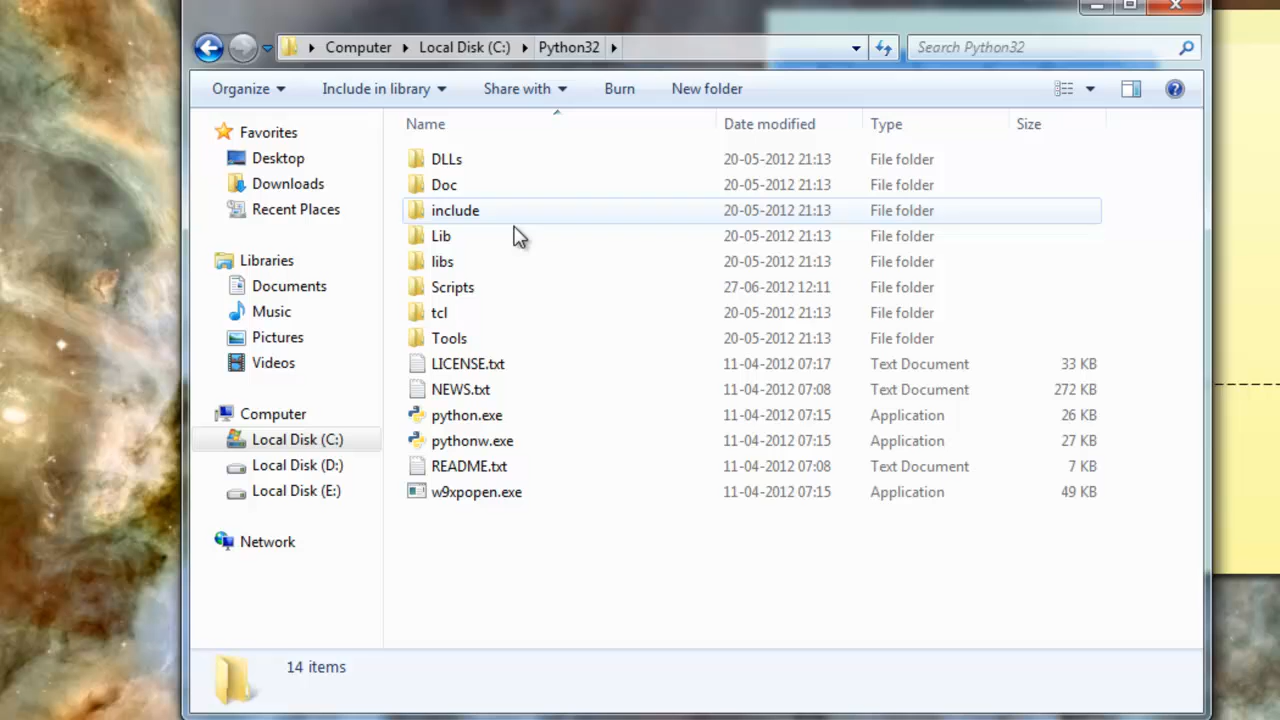 Computer Local Disk (C:) Python32 Search Python32
Organize Include in library Share with Burn New folder
Name Date modified Type Size
Favorites
Desktop
Downloads
Recent Places
Libraries
Documents
Music
Pictures
Videos
Computer
Local Disk (C:)
Local Disk (D:)
Local Disk (E:)
Network
DLLs 20-05-2012 21:13 File folder
Doc 20-05-2012 21:13 File folder
include 20-05-2012 21:13 File folder
Lib 20-05-2012 21:13 File folder
libs 20-05-2012 21:13 File folder
Scripts 27-06-2012 12:11 File folder
tcl 20-05-2012 21:13 File folder
Tools 20-05-2012 21:13 File folder
LICENSE.txt 11-04-2012 07:17 Text Document 33 KB
NEWS.txt 11-04-2012 07:08 Text Document 272 KB
python.exe 11-04-2012 07:15 Application 26 KB
pythonw.exe 11-04-2012 07:15 Application 27 KB
README.txt 11-04-2012 07:08 Text Document 7 KB
w9xpopen.exe 11-04-2012 07:15 Application 49 KB
14 items